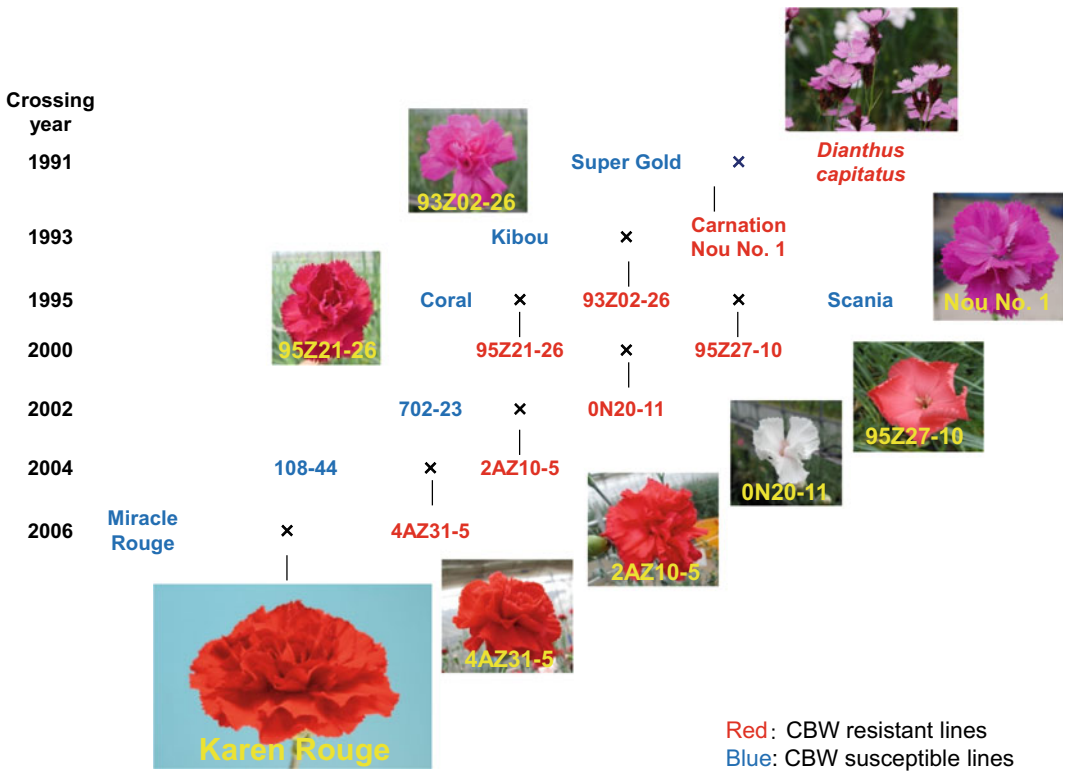 Crossing
year
1991
Super Gold
×
Dianthus
capitatus
93Z02-26
1993
Kibou
×
Carnation
Nou No. 1
Nou No. 1
95Z21-26
1995
Coral
×
93Z02-26
×
Scania
2000
95Z21-26
×
95Z27-10
95Z27-10
2002
702-23
×
0N20-11
0N20-11
2004
108-44
×
2AZ10-5
2AZ10-5
2006
Miracle
Rouge
×
4AZ31-5
4AZ31-5
Karen Rouge
Red: CBW resistant lines
Blue: CBW susceptible lines